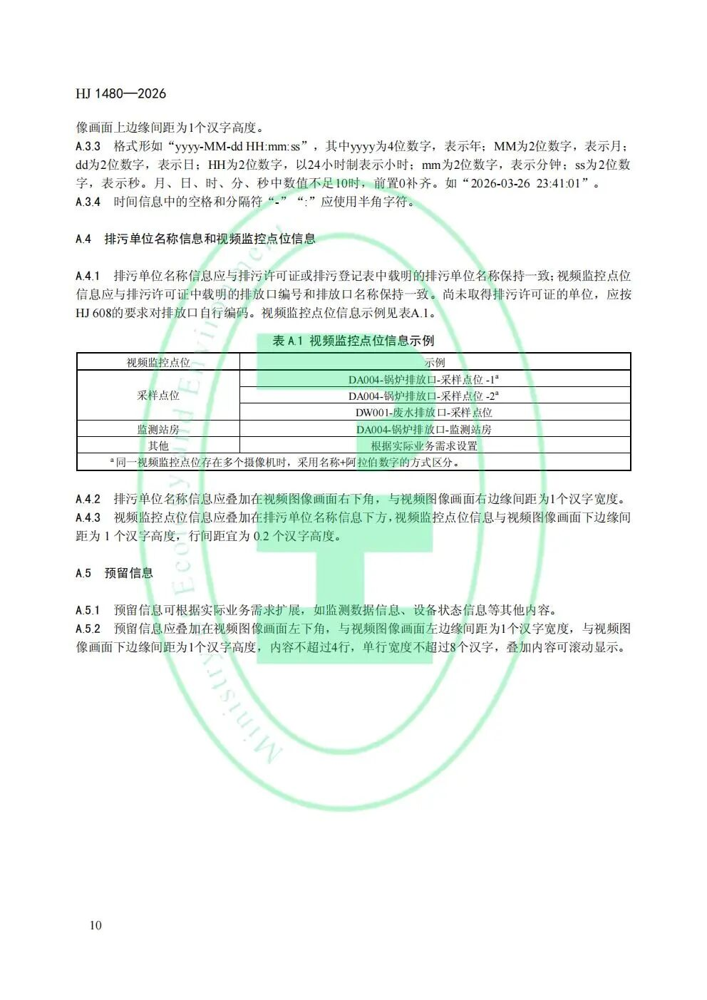 HJ 1480—2026
像画面上边缘间距为1个汉字高度。
A.3.3 格式形如“yyyy-MM-dd HH:mm:ss”，其中yyyy为4位数字，表示年；MM为2位数字，表示月；
dd为2位数字，表示日；HH为2位数字，以24小时制表示小时；mm为2位数字，表示分钟；ss为2位数
字，表示秒。月、日、时、分、秒中数值不足10时，前置0补齐。如“2026-03-26 23:41:01”。
A.3.4 时间信息中的空格和分隔符“-”“:”应使用半角字符。
A.4 排污单位名称信息和视频监控点位信息
A.4.1 排污单位名称信息应与排污许可证或排污登记表中载明的排污单位名称保持一致；视频监控点位
信息应与排污许可证中载明的排放口编号和排放口名称保持一致。尚未取得排污许可证的单位，应按
HJ 608的要求对排放口自行编码。视频监控点位信息示例见表A.1。
表 A.1 视频监控点位信息示例
视频监控点位 示例
DA004-锅炉排放口-采样点位 -1ᵃ
采样点位 DA004-锅炉排放口-采样点位 -2ᵃ
DW001-废水排放口-采样点位
监测站房 DA004-锅炉排放口-监测站房
其他 根据实际业务需求设置
ᵃ 同一视频监控点位存在多个摄像机时，采用名称+阿拉伯数字的方式区分。
A.4.2 排污单位名称信息应叠加在视频图像画面右下角，与视频图像画面右边缘间距为1个汉字宽度。
A.4.3 视频监控点位信息应叠加在排污单位名称信息下方，视频监控点位信息与视频图像画面下边缘间
距为 1 个汉字高度，行间距宜为 0.2 个汉字高度。
A.5 预留信息
A.5.1 预留信息可根据实际业务需求扩展，如监测数据信息、设备状态信息等其他内容。
A.5.2 预留信息应叠加在视频图像画面左下角，与视频图像画面左边缘间距为1个汉字宽度，与视频图
像画面下边缘间距为1个汉字高度，内容不超过4行，单行宽度不超过8个汉字，叠加内容可滚动显示。
Ministry of Ecology and Environment
10